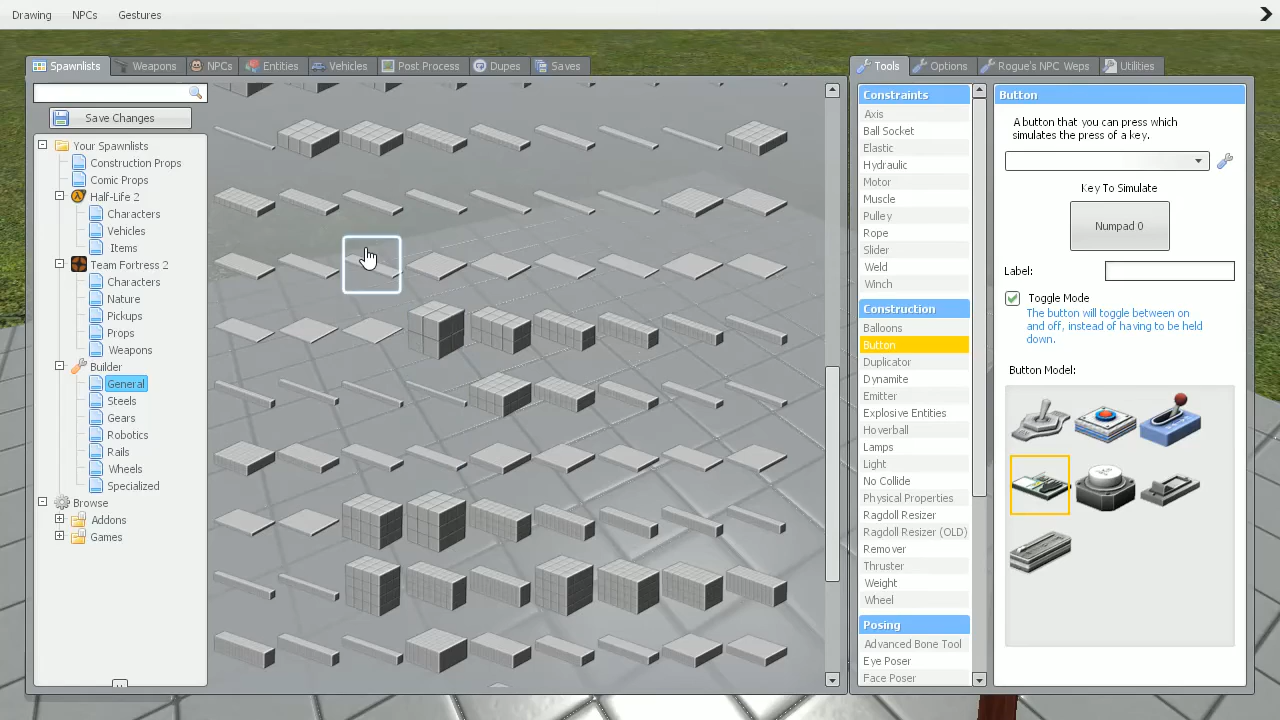 Drawing NPCs Gestures
Spawnlists Weapons NPCs Entities Vehicles Post Process Dupes Saves
Save Changes
Your Spawnlists
Construction Props
Comic Props
Half-Life 2
Characters
Vehicles
Items
Team Fortress 2
Characters
Nature
Pickups
Props
Weapons
Builder
General
Steels
Gears
Robotics
Rails
Wheels
Specialized
Browse
Addons
Games
Tools Options Rogue's NPC Weps Utilities
Constraints
Axis
Ball Socket
Elastic
Hydraulic
Motor
Muscle
Pulley
Rope
Slider
Weld
Winch
Construction
Balloons
Button
Duplicator
Dynamite
Emitter
Explosive Entities
Hoverball
Lamps
Light
No Collide
Physical Properties
Ragdoll Resizer
Ragdoll Resizer (OLD)
Remover
Thruster
Weight
Wheel
Posing
Advanced Bone Tool
Eye Poser
Face Poser
Button
A button that you can press which
simulates the press of a key.
Key To Simulate
Numpad 0
Label:
Toggle Mode
The button will toggle between on
and off, instead of having to be held
down.
Button Model: